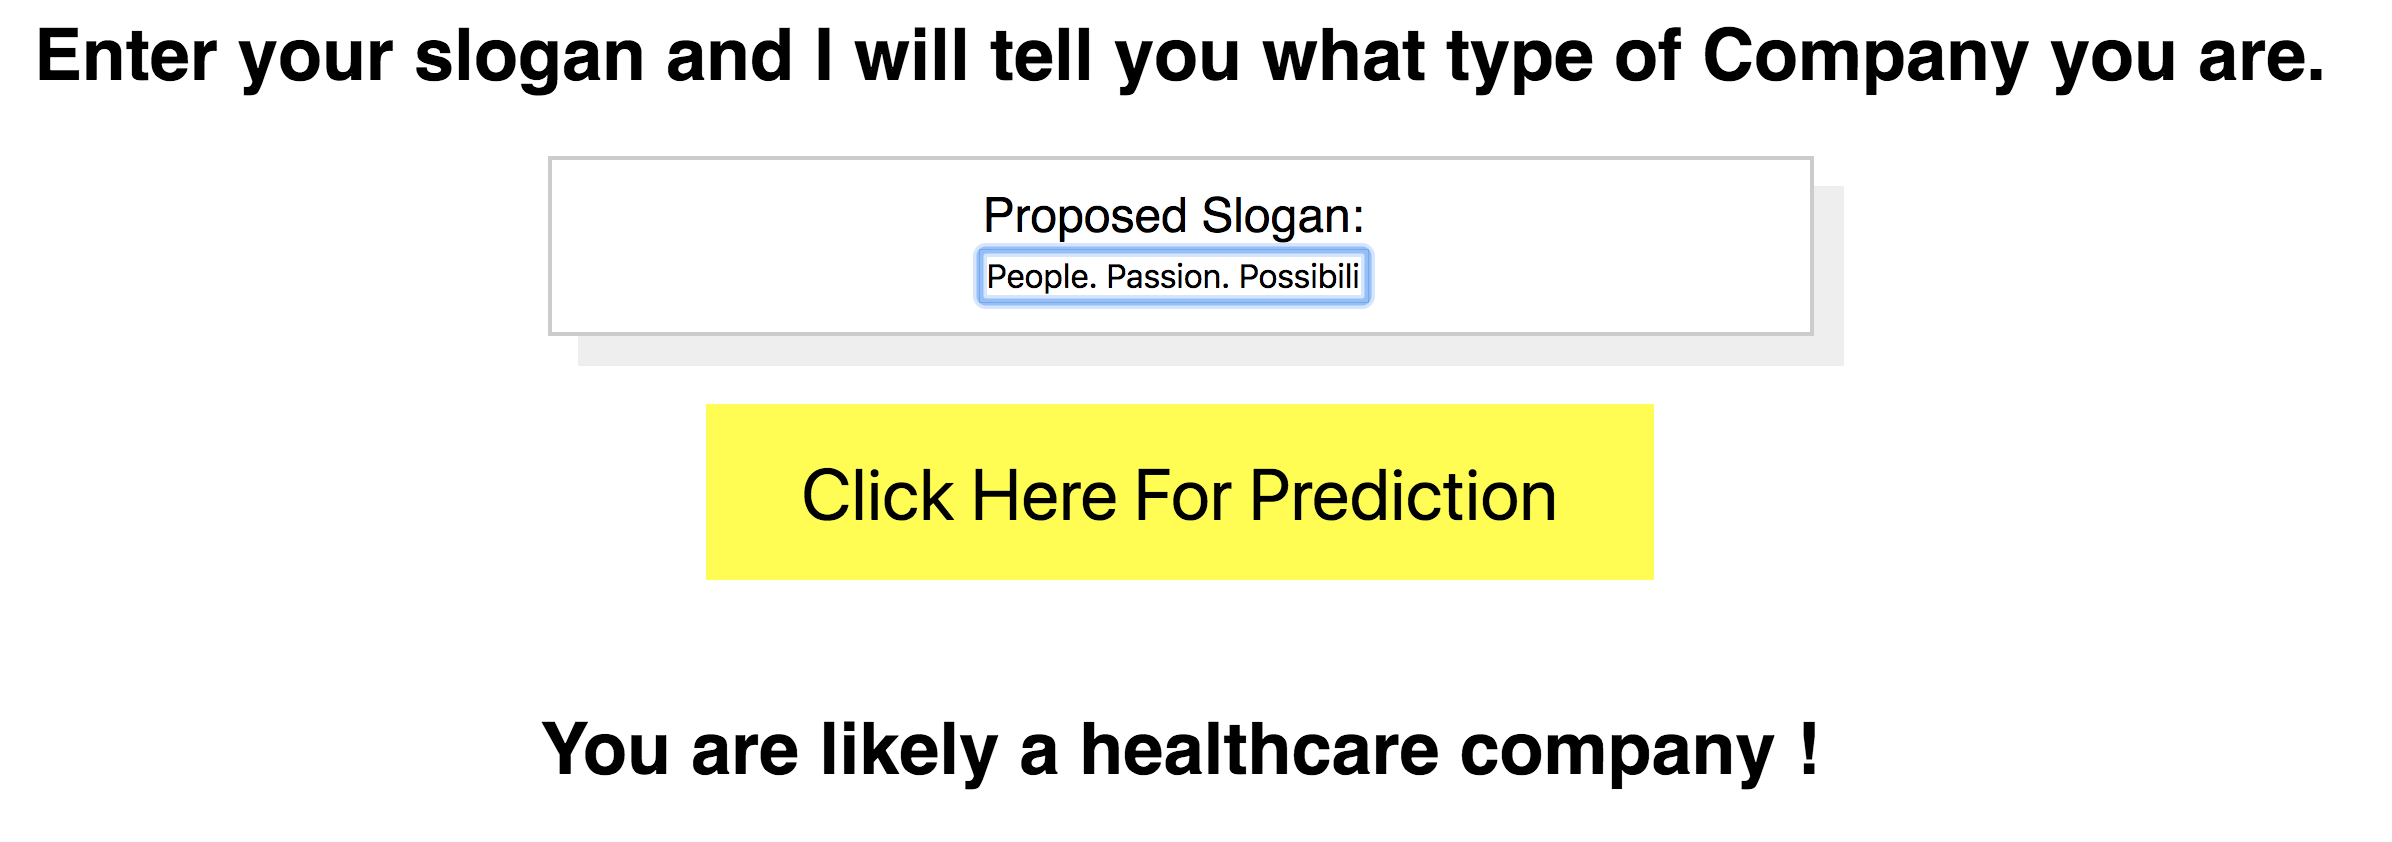 Enter your slogan and I will tell you what type of Company you are.
Proposed Slogan:
People. Passion. Possibili
Click Here For Prediction
You are likely a healthcare company !